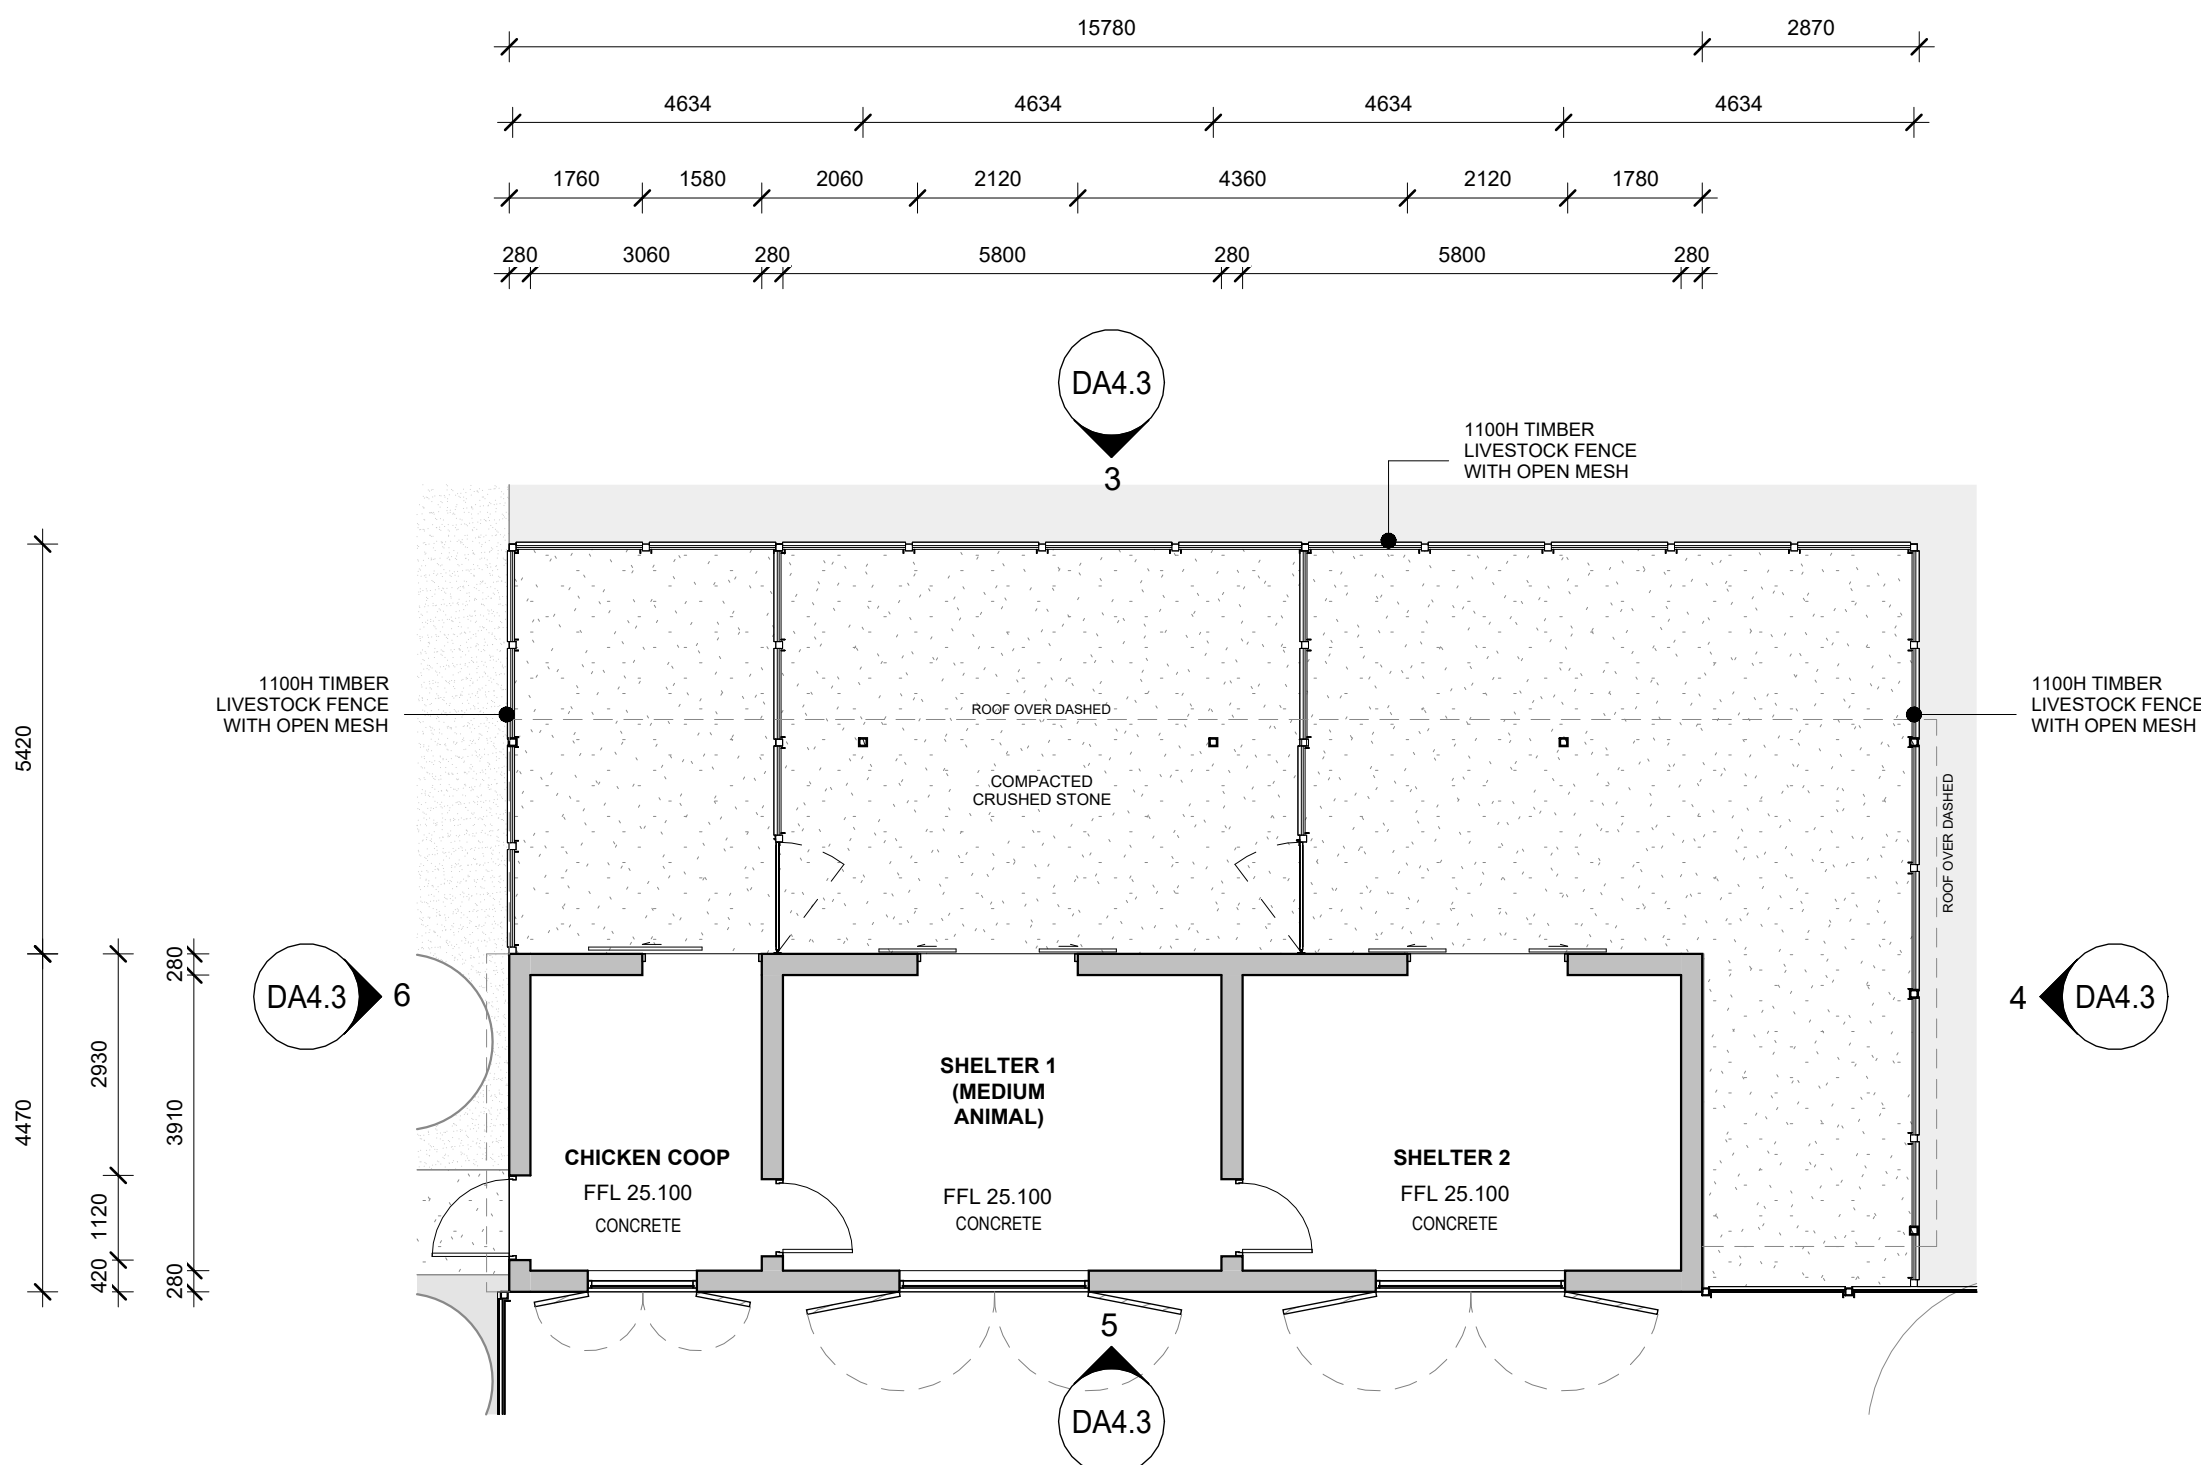 15780 2870
4634 4634 4634 4634
1760 1580 2060 2120 4360 2120 1780
280 3060 280 5800 280 5800 280
DA4.3
3
1100H TIMBER
LIVESTOCK FENCE
WITH OPEN MESH
1100H TIMBER
LIVESTOCK FENCE
WITH OPEN MESH
1100H TIMBER
LIVESTOCK FENCE
WITH OPEN MESH
ROOF OVER DASHED
COMPACTED
CRUSHED STONE
ROOF OVER DASHED
5420
4470
280
2930
3910
1120
420
280
DA4.3 6
4 DA4.3
SHELTER 1
(MEDIUM
ANIMAL)
FFL 25.100
CONCRETE
CHICKEN COOP
FFL 25.100
CONCRETE
SHELTER 2
FFL 25.100
CONCRETE
5
DA4.3